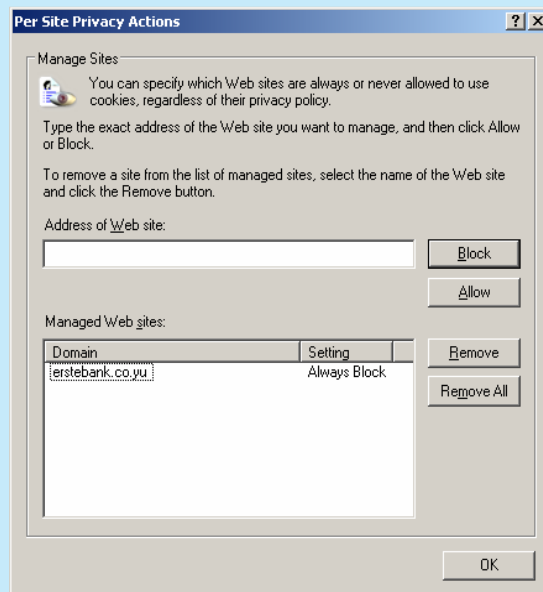 Per Site Privacy Actions
? X
Manage Sites
You can specify which Web sites are always or never allowed to use
cookies, regardless of their privacy policy.
Type the exact address of the Web site you want to manage, and then click Allow
or Block.
To remove a site from the list of managed sites, select the name of the Web site
and click the Remove button.
Address of Web site:
Block
Allow
Managed Web sites:
Domain Setting
Remove
erstebank.co.yu Always Block
Remove All
OK